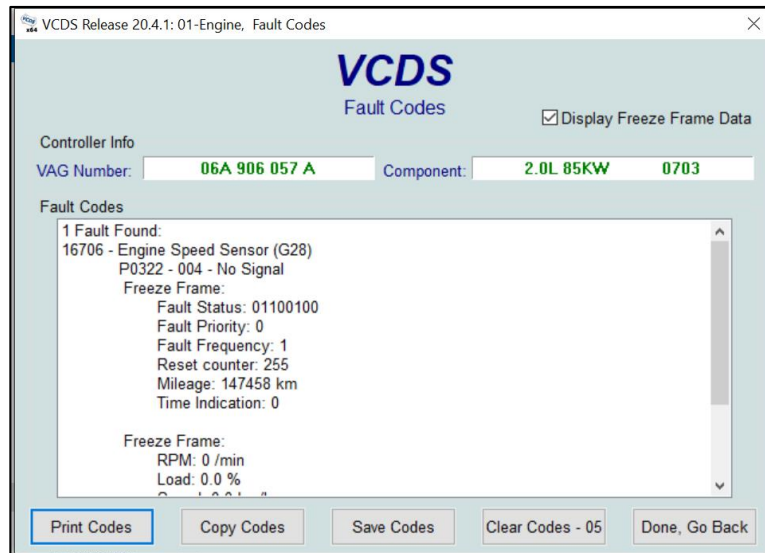 VCDS x64 VCDS Release 20.4.1: 01-Engine, Fault Codes
VCDS
Fault Codes
Display Freeze Frame Data
Controller Info
VAG Number: 06A 906 057 A Component: 2.0L 85KW 0703
Fault Codes
1 Fault Found:
16706 - Engine Speed Sensor (G28)
P0322 - 004 - No Signal
Freeze Frame:
Fault Status: 01100100
Fault Priority: 0
Fault Frequency: 1
Reset counter: 255
Mileage: 147458 km
Time Indication: 0
Freeze Frame:
RPM: 0 /min
Load: 0.0 %
Print Codes Copy Codes Save Codes Clear Codes - 05 Done, Go Back